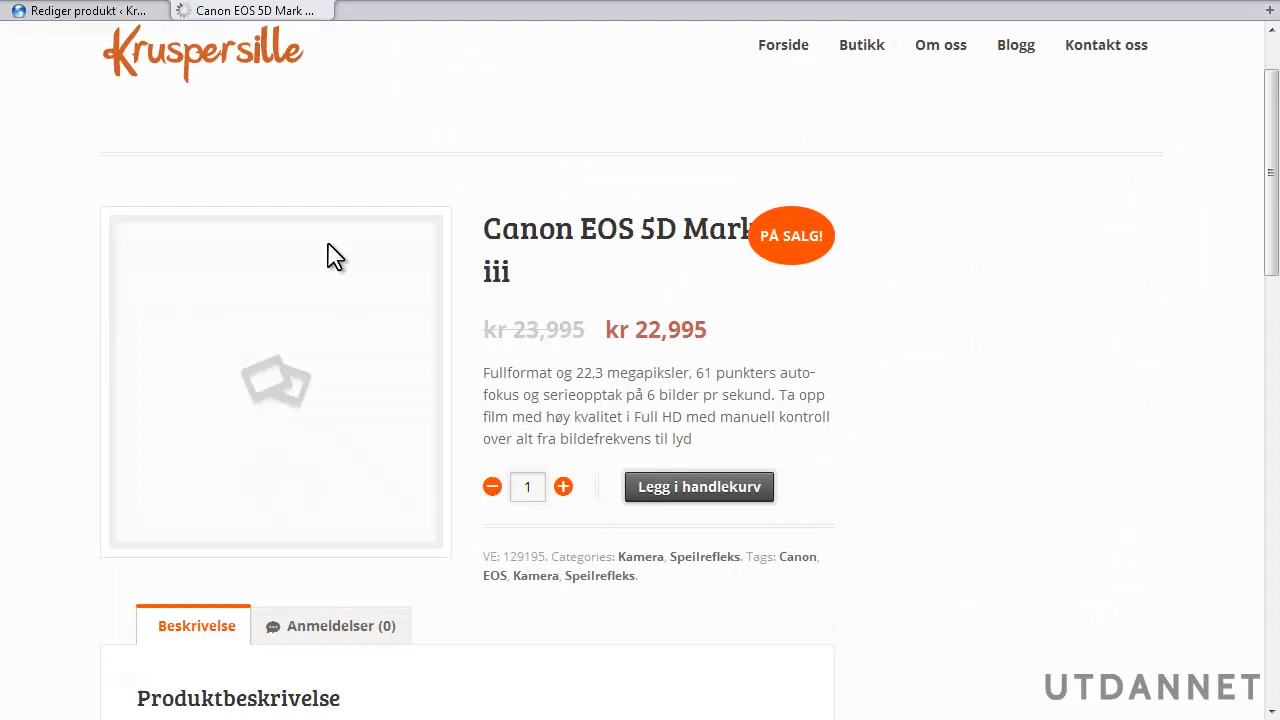 Rediger produkt ‹ Kr...
Canon EOS 5D Mark ...
Kruspersille
Forside
Butikk
Om oss
Blogg
Kontakt oss
Canon EOS 5D Mark
iii
PÅ SALG!
kr 23,995 kr 22,995
Fullformat og 22,3 megapiksler, 61 punkters auto-
fokus og serieopptak på 6 bilder pr sekund. Ta opp
film med høy kvalitet i Full HD med manuell kontroll
over alt fra bildefrekvens til lyd
1
Legg i handlekurv
VE: 129195. Categories: Kamera, Speilrefleks. Tags: Canon,
EOS, Kamera, Speilrefleks.
Beskrivelse
Anmeldelser (0)
Produktbeskrivelse
UTDANNET